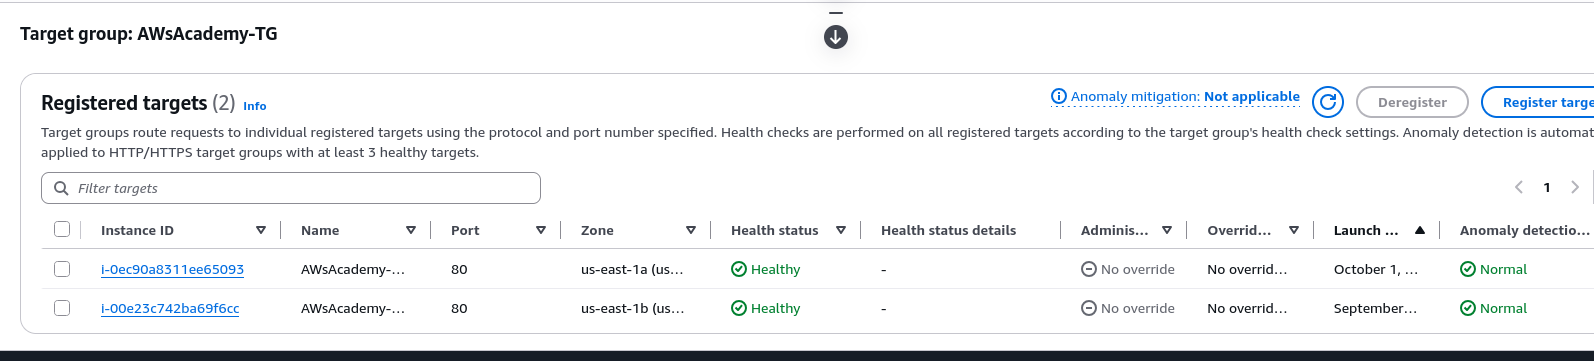 Target group: AWsAcademy-TG
Registered targets (2) Info
Anomaly mitigation: Not applicable
Deregister
Register targe
Target groups route requests to individual registered targets using the protocol and port number specified. Health checks are performed on all registered targets according to the target group's health check settings. Anomaly detection is automat
applied to HTTP/HTTPS target groups with at least 3 healthy targets.
Filter targets
1
Instance ID Name Port Zone Health status Health status details Adminis... Overrid... Launch ... Anomaly detectio...
i-0ec90a8311ee65093 AWsAcademy-... 80 us-east-1a (us... Healthy - No override No overrid... October 1, ... Normal
i-00e23c742ba69f6cc AWsAcademy-... 80 us-east-1b (us... Healthy - No override No overrid... September... Normal